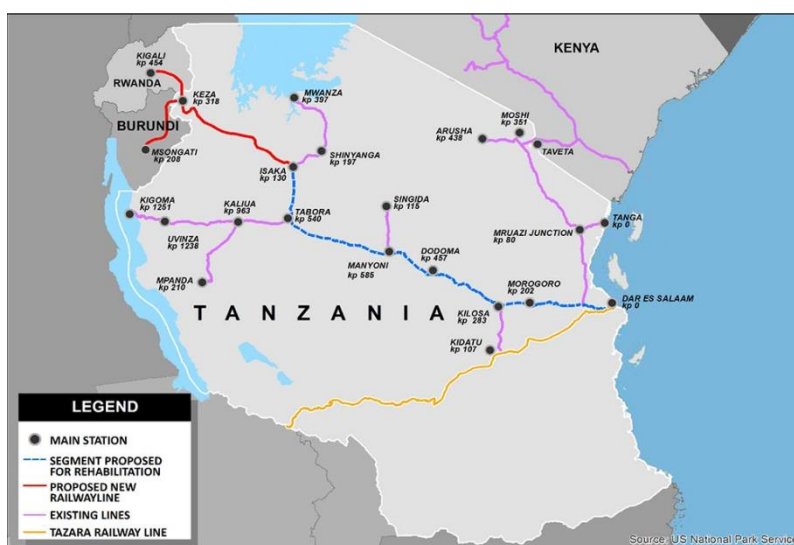 KENYA
KIGALI
kp 454
RWANDA
KEZA
kp 318
BURUNDI
MSONGATI
kp 208
MWANZA
kp 397
SHINYANGA
kp 197
ISAKA
kp 130
MOSHI
kp 351
ARUSHA
kp 438
TAVETA
KIGOMA
kp 1251
KALIUA
kp 963
TABORA
kp 540
UVINZA
kp 1238
MPANDA
kp 210
SINGIDA
kp 115
MANYONI
kp 585
DODOMA
kp 457
TANGA
kp 0
MRUAZI JUNCTION
kp 80
MOROGORO
kp 202
DAR ES SALAAM
kp 0
KILOSA
kp 283
KIDATU
kp 107
TANZANIA
LEGEND
MAIN STATION
SEGMENT PROPOSED
FOR REHABILITATION
PROPOSED NEW
RAILWAYLINE
EXISTING LINES
TAZARA RAILWAY LINE
Source: US National Park Service